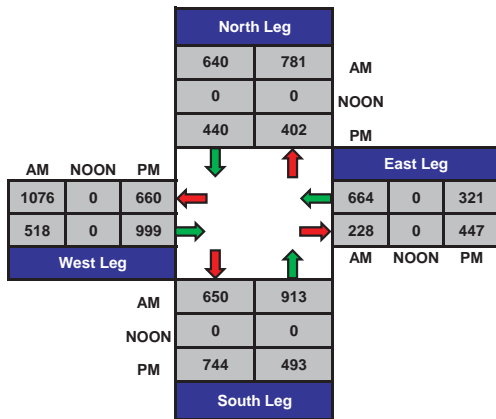 North Leg
640 781 AM
0 0 NOON
440 402 PM
AM NOON PM East Leg
1076 0 660 664 0 321
518 0 999 228 0 447
West Leg AM NOON PM
AM 650 913
NOON 0 0
PM 744 493
South Leg